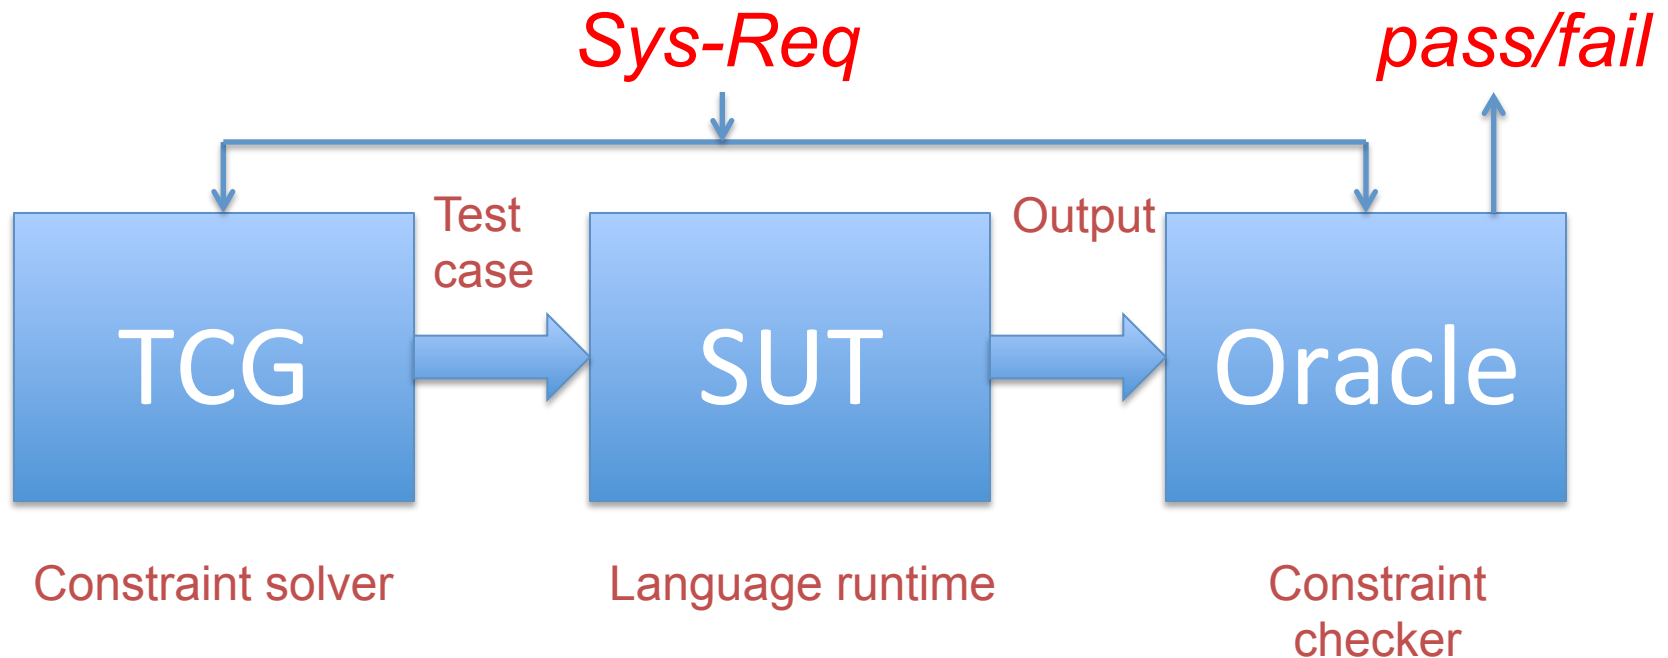 Sys-Req
pass/fail
Test
case
Output
TCG
SUT
Oracle
Constraint solver
Language runtime
Constraint
checker